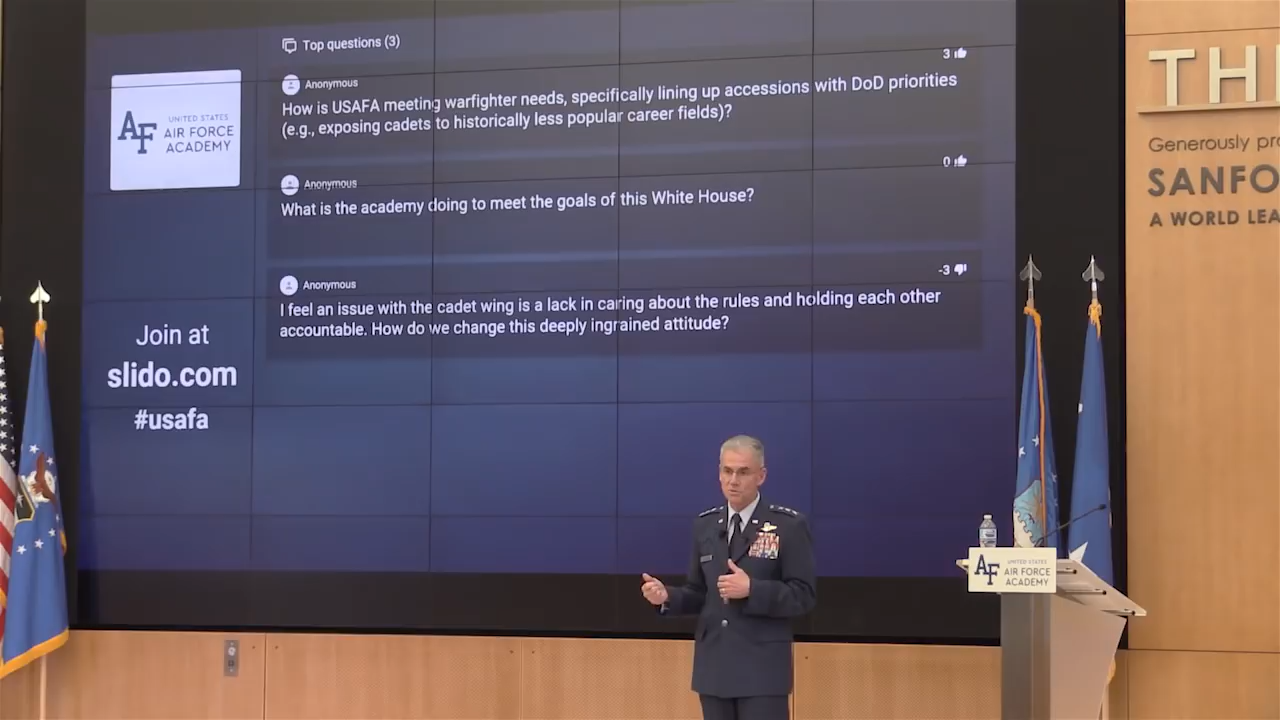 Top questions (3)
3
Anonymous
How is USAFA meeting warfighter needs, specifically lining up accessions with DoD priorities
(e.g., exposing cadets to historically less popular career fields)?
0
Anonymous
What is the academy doing to meet the goals of this White House?
-3
Anonymous
I feel an issue with the cadet wing is a lack in caring about the rules and holding each other
accountable. How do we change this deeply ingrained attitude?
AF
UNITED STATES
AIR FORCE
ACADEMY
Join at
slido.com
#usafa
TH
Generously
SANFO
A WORLD
AF
UNITED STATES
AIR FORCE
ACADEMY